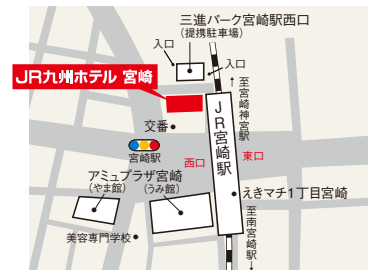 三進パーク宮崎駅西口
(提携駐車場)
入口
入口
JR九州ホテル 宮崎
至宮崎神宮駅
交番
JR宮崎駅
宮崎駅
西口
東口
アミュプラザ宮崎
(やま館)
(うみ館)
えきマチ1丁目宮崎
至南宮崎駅
美容専門学校